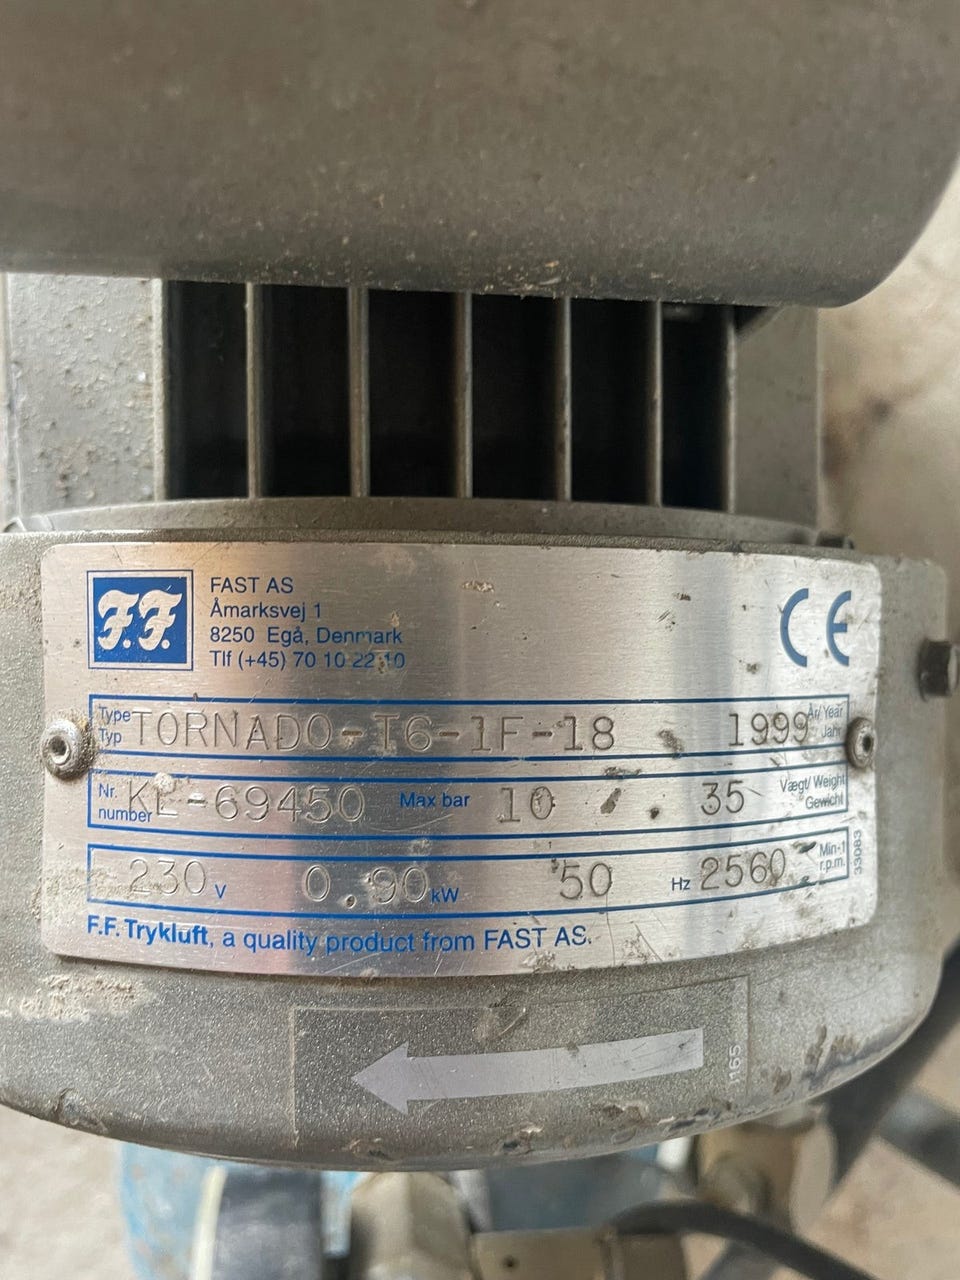 F.F.
FAST AS
Åmarksvej 1
8250 Egå, Denmark
Tlf (+45) 70 10 22 10
CE
Type
Typ
TORNADO-T6-1F-18
1999
År/Year
Jahr
Nr.
number
KL-69450
Max bar
10
35
Vægt/Weight
Gewicht
230 V
0,90 kW
50 Hz
2560
Min-1
r.p.m.
33083
F.F. Trykluft, a quality product from FAST AS.
1165